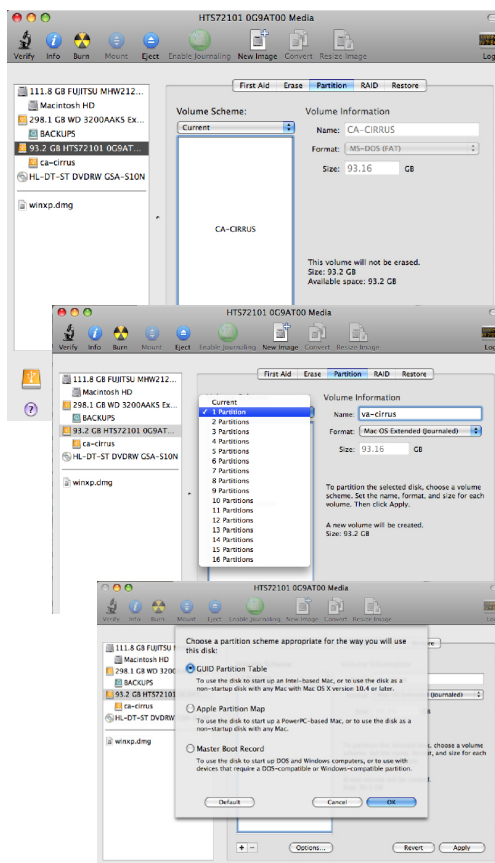 HTS72101 0G9AT00 Media
Verify Info Burn Mount Eject Enable Journaling New Image Convert Resize Image Log
First Aid Erase Partition RAID Restore
111.8 GB FUJITSU MHW212...
Macintosh HD
298.1 GB WD 3200AAKS Ex...
BACKUPS
93.2 GB HTS72101 0G9AT...
ca-cirrus
HL-DT-ST DVDRW GSA-S10N
winxp.dmg
Volume Scheme:
Current
CA-CIRRUS
Volume Information
Name: CA-CIRRUS
Format: MS-DOS (FAT)
Size: 93.16 GB
This volume will not be erased.
Size: 93.2 GB
Available space: 93.2 GB
HTS72101 0G9AT00 Media
Verify Info Burn Mount Eject Enable Journaling New Image Convert Resize Image Log
First Aid Erase Partition RAID Restore
111.8 GB FUJITSU MHW212...
Macintosh HD
298.1 GB WD 3200AAKS Ex...
BACKUPS
93.2 GB HTS72101 0G9AT...
ca-cirrus
HL-DT-ST DVDRW GSA-S10N
winxp.dmg
Current
✓ 1 Partition
2 Partitions
3 Partitions
4 Partitions
5 Partitions
6 Partitions
7 Partitions
8 Partitions
9 Partitions
10 Partitions
11 Partitions
12 Partitions
13 Partitions
14 Partitions
15 Partitions
16 Partitions
Volume Information
Name: va-cirrus
Format: Mac OS Extended (Journaled)
Size: 93.16 GB
To partition the selected disk, choose a volume
scheme. Set the name, format, and size for each
volume. Then click Apply.
A new volume will be created.
Size: 93.2 GB
?
HTS72101 0G9AT00 Media
Verify Info Burn Mount Eject Enable Journaling New Image Convert Resize Image
111.8 GB FUJITSU
Macintosh HD
298.1 GB WD 3200
BACKUPS
93.2 GB HTS72101
ca-cirrus
HL-DT-ST DVDRW
winxp.dmg
Choose a partition scheme appropriate for the way you will use
this disk:
GUID Partition Table
To use the disk to start up an Intel-based Mac, or to use the disk as a
non-startup disk with any Mac with Mac OS X version 10.4 or later.
Apple Partition Map
To use the disk to start up a PowerPC-based Mac, or to use the disk as a
non-startup disk with any Mac.
Master Boot Record
To use the disk to start up DOS and Windows computers, or to use with
devices that require a DOS-compatible or Windows-compatible partition.
Default Cancel OK
+ - Options... Revert Apply